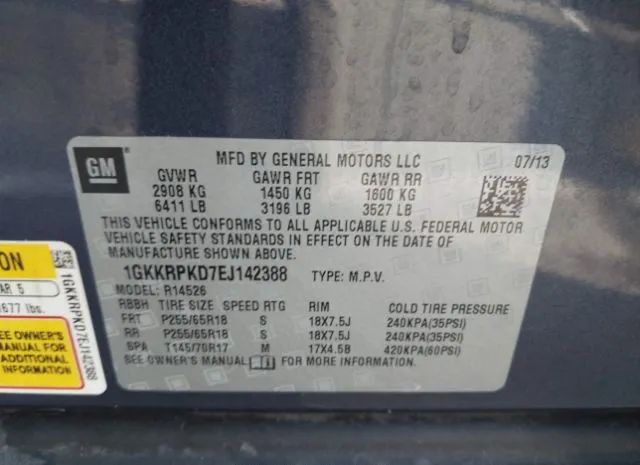 GM
MFD BY GENERAL MOTORS LLC 07/13
GVWR GAWR FRT GAWR RR
2908 KG 1450 KG 1600 KG
6411 LB 3196 LB 3527 LB
THIS VEHICLE CONFORMS TO ALL APPLICABLE U.S. FEDERAL MOTOR
VEHICLE SAFETY STANDARDS IN EFFECT ON THE DATE OF
MANUFACTURE SHOWN ABOVE.
1GKKRPKD7EJ142388 TYPE: M.P.V.
MODEL: R14526
RBBH TIRE SIZE SPEED RTG RIM COLD TIRE PRESSURE
FRT P255/65R18 S 18X7.5J 240KPA(35PSI)
RR P255/65R18 S 18X7.5J 240KPA(35PSI)
SPA T145/70R17 M 17X4.5B 420KPA(60PSI)
SEE OWNER'S MANUAL FOR MORE INFORMATION.
ON
AR 5
677 lbs.
SEE OWNER'S
MANUAL FOR
ADDITIONAL
INFORMATION
1GKKRPKD7EJ142388